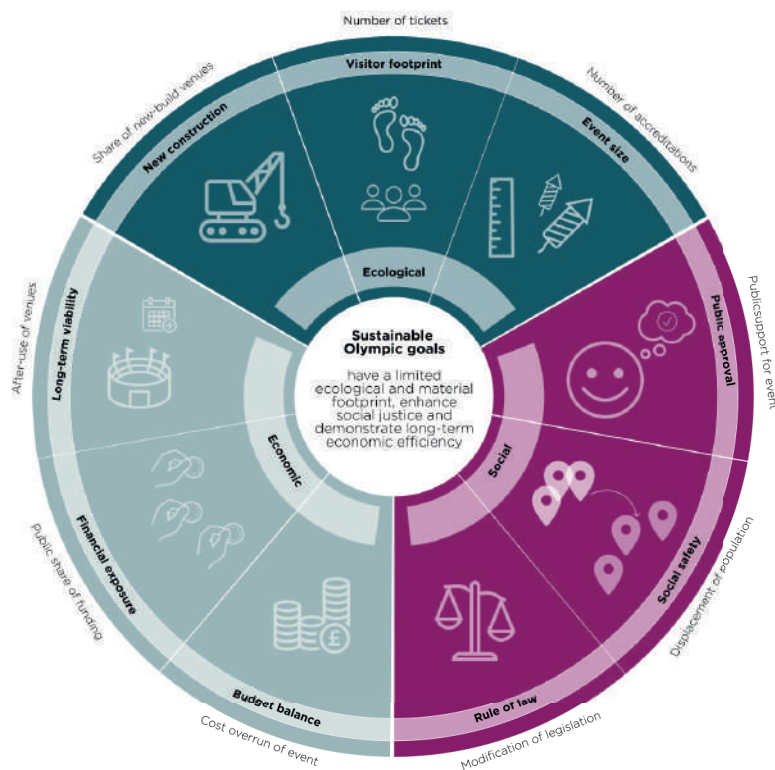 Number of tickets
Visitor footprint
Share of new-build venues
New construction
Number of accreditations
Event size
Ecological
Sustainable
Olympic goals
have a limited
ecological and material
footprint, enhance
social justice and
demonstrate long-term
economic efficiency
After-use of venues
Long-term viability
Economic
Public share of funding
Financial exposure
£
Budget balance
Cost overrun of event
Publicsupport for event
Public approval
Social
Displacement of population
Social safety
Rule of law
Modification of legislation